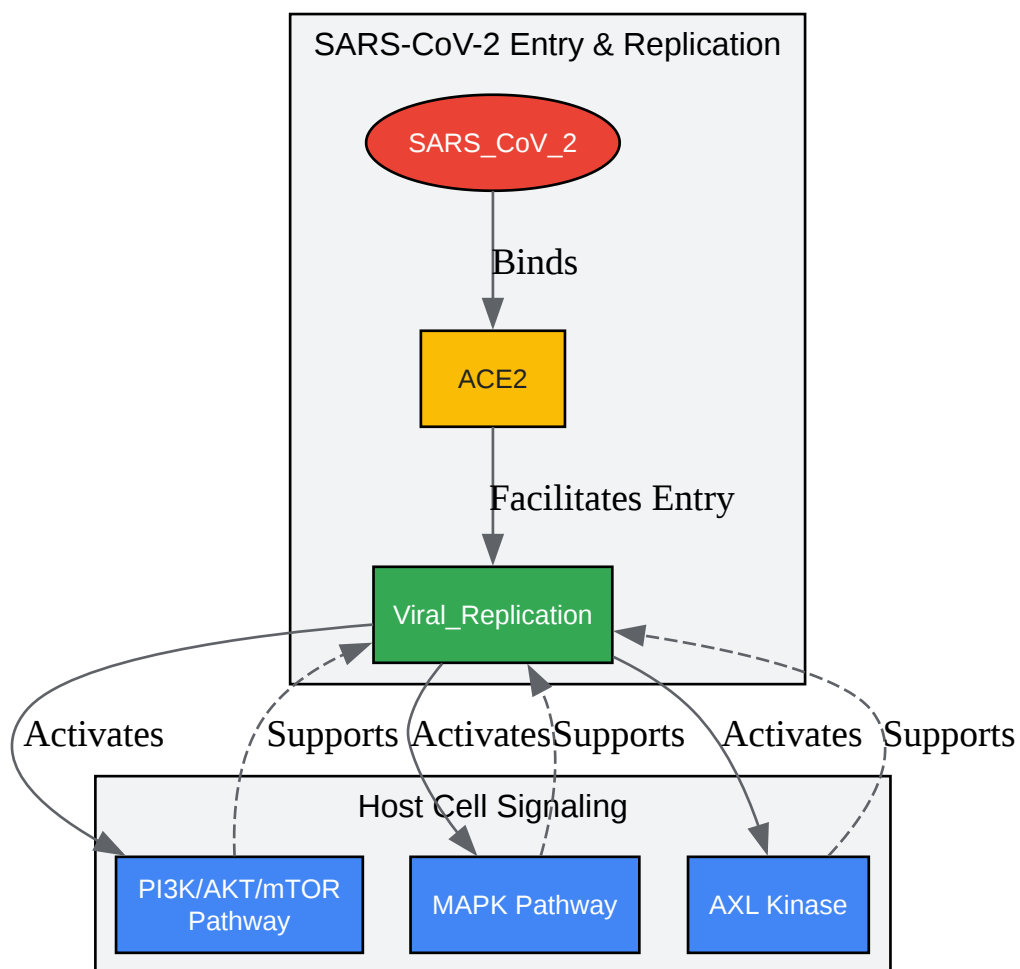 SARS-CoV-2 Entry & Replication
SARS_CoV_2
Binds
ACE2
Facilitates Entry
Viral_Replication
Activates
Supports
Activates
Supports
Activates
Supports
Host Cell Signaling
PI3K/AKT/mTOR
Pathway
MAPK Pathway
AXL Kinase